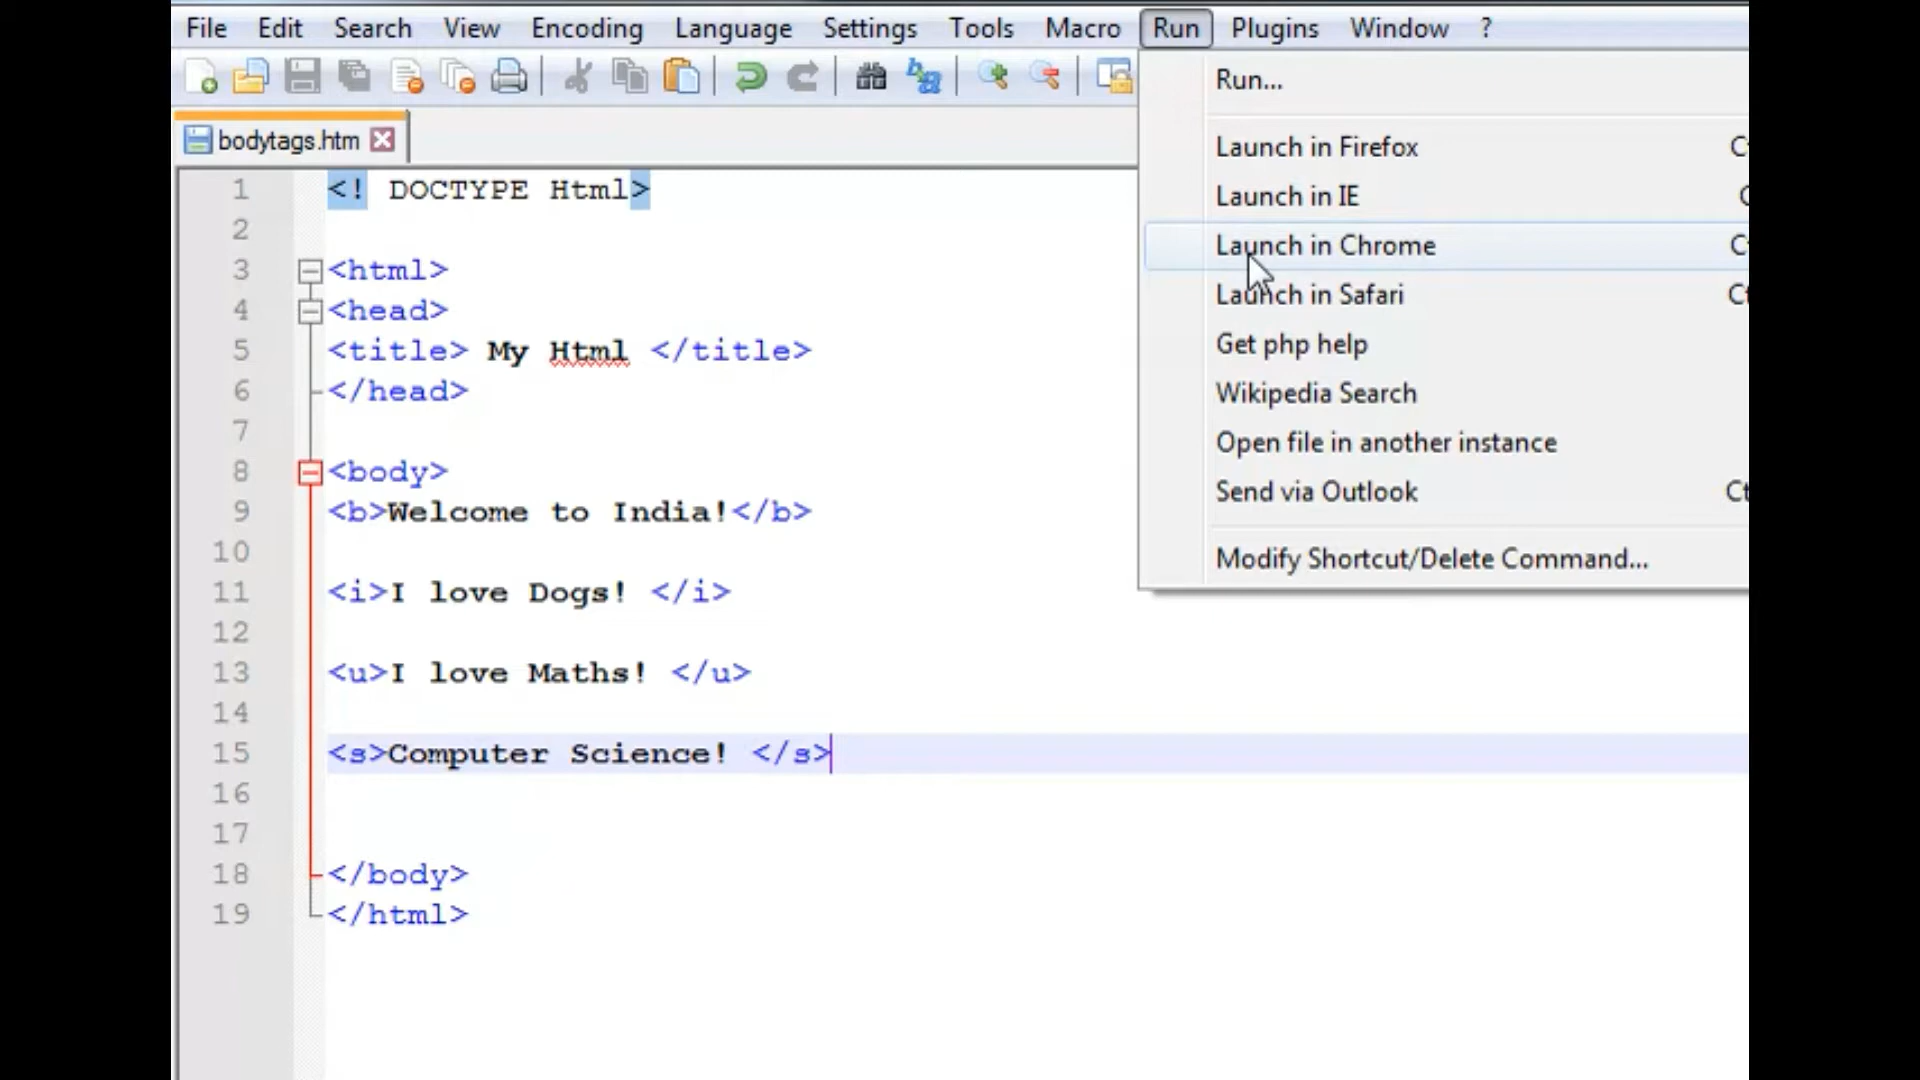 File Edit Search View Encoding Language Settings Tools Macro Run Plugins Window ?
Run...
Launch in Firefox
Launch in IE
Launch in Chrome
Launch in Safari
Get php help
Wikipedia Search
Open file in another instance
Send via Outlook
Modify Shortcut/Delete Command...
bodytags.htm
1 <! DOCTYPE Html>
2
3 <html>
4 <head>
5 <title> My Html </title>
6 </head>
7
8 <body>
9 <b>Welcome to India!</b>
10
11 <i>I love Dogs! </i>
12
13 <u>I love Maths! </u>
14
15 <s>Computer Science! </s>
16
17
18 </body>
19 </html>